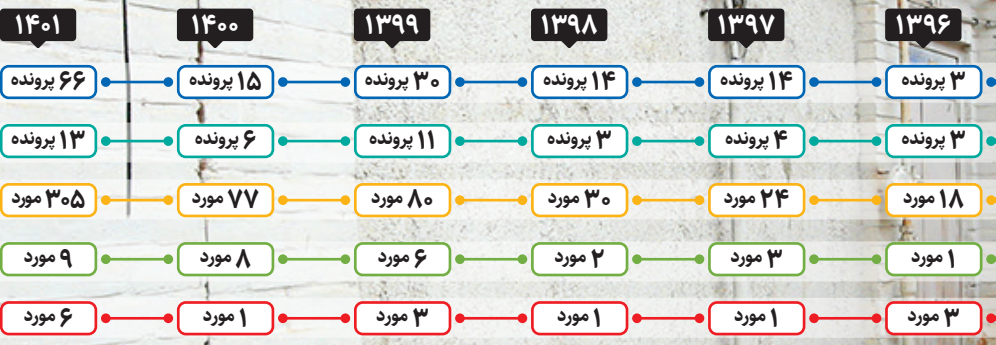 ۱۳۹۶ ۱۳۹۷ ۱۳۹۸ ۱۳۹۹ ۱۴۰۰ ۱۴۰۱
۳ پرونده ۱۴ پرونده ۱۴ پرونده ۳۰ پرونده ۱۵ پرونده ۶۶ پرونده
۳ پرونده ۴ پرونده ۳ پرونده ۱۱ پرونده ۶ پرونده ۱۳ پرونده
۱۸ مورد ۲۴ مورد ۳۰ مورد ۸۰ مورد ۷۷ مورد ۳۰۵ مورد
۱ مورد ۳ مورد ۲ مورد ۶ مورد ۸ مورد ۹ مورد
۳ مورد ۱ مورد ۱ مورد ۳ مورد ۱ مورد ۶ مورد